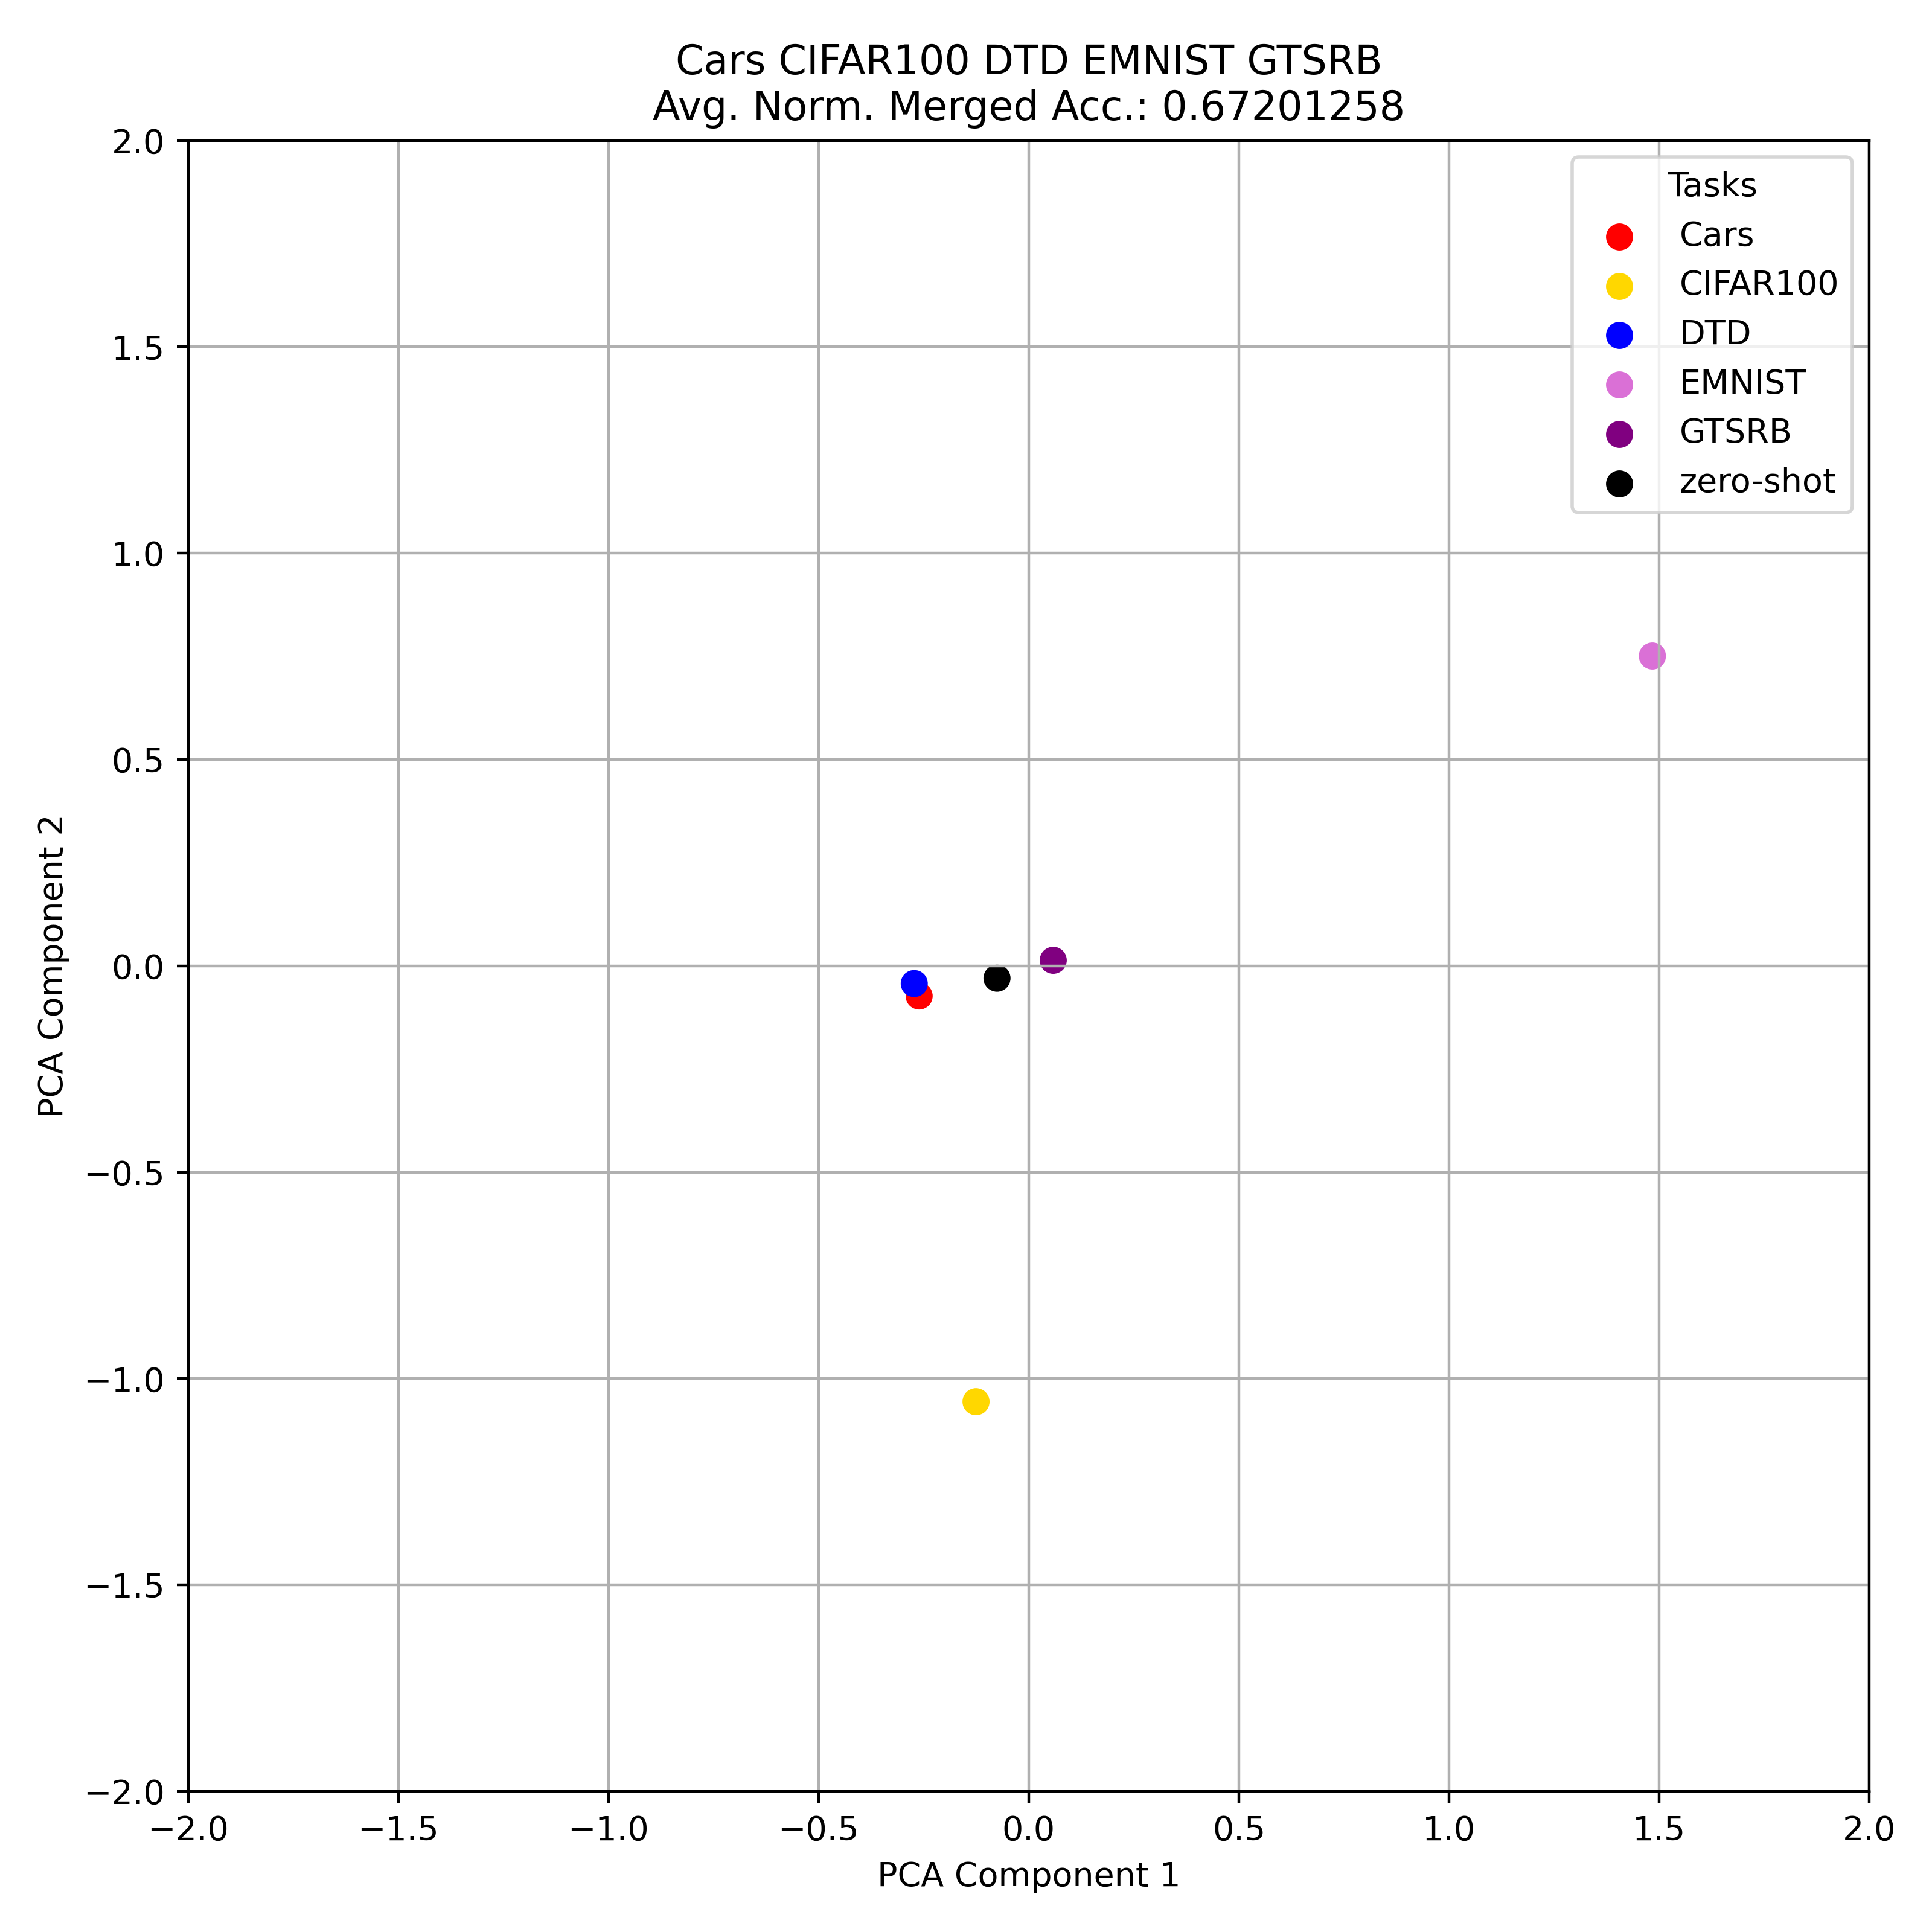 Cars CIFAR100 DTD EMNIST GTSRB
Avg. Norm. Merged Acc.: 0.67201258
Tasks
Cars
CIFAR100
DTD
EMNIST
GTSRB
zero-shot
PCA Component 2
2.0
1.5
1.0
0.5
0.0
−0.5
−1.0
−1.5
−2.0
−2.0 −1.5 −1.0 −0.5 0.0 0.5 1.0 1.5 2.0
PCA Component 1